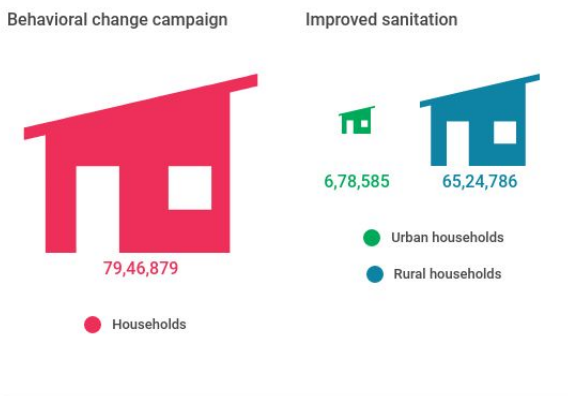 Behavioral change campaign
Improved sanitation
79,46,879
Households
6,78,585
65,24,786
Urban households
Rural households